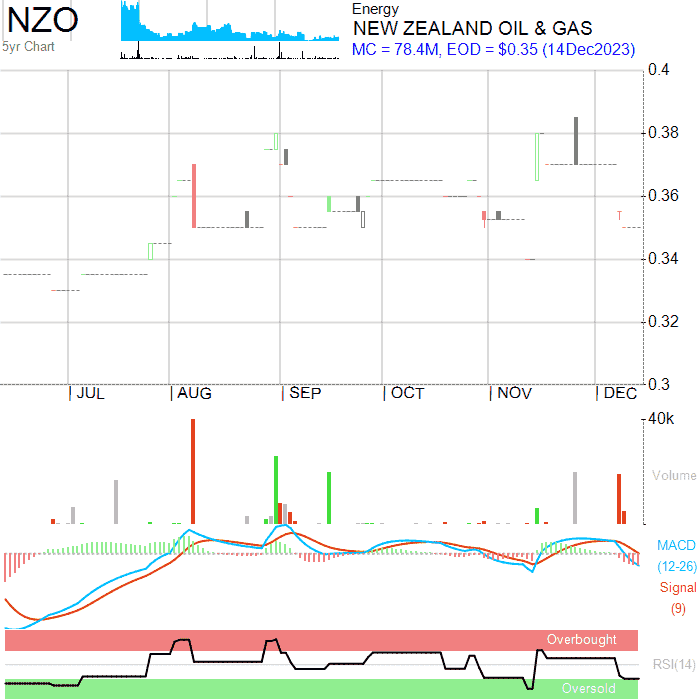 NZO
5yr Chart
Energy
NEW ZEALAND OIL & GAS
MC = 78.4M, EOD = $0.35 (14Dec2023)
0.4
0.38
0.36
0.34
0.32
0.3
JUL AUG SEP OCT NOV DEC
40k
Volume
MACD
(12-26)
Signal
(9)
Overbought
RSI(14)
Oversold